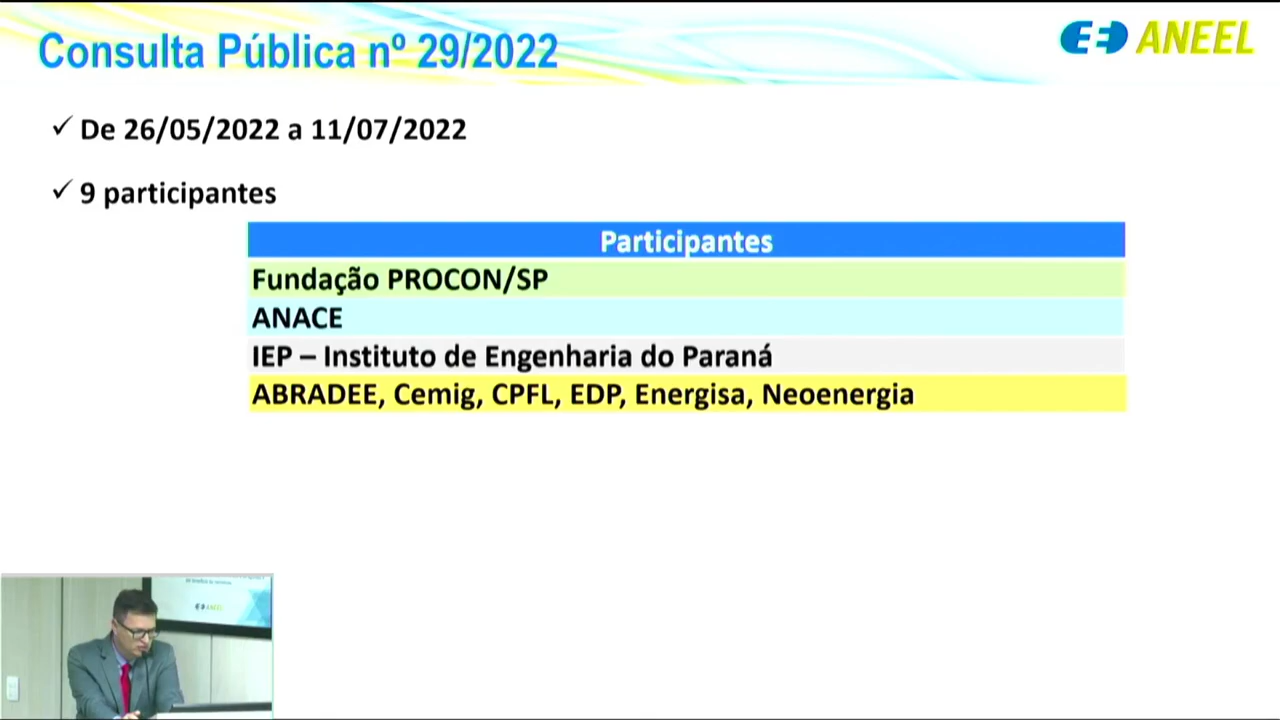 Consulta Pública nº 29/2022
ANEEL
✓ De 26/05/2022 a 11/07/2022
✓ 9 participantes
Participantes
Fundação PROCON/SP
ANACE
IEP – Instituto de Engenharia do Paraná
ABRADEE, Cemig, CPFL, EDP, Energisa, Neoenergia
ANEEL